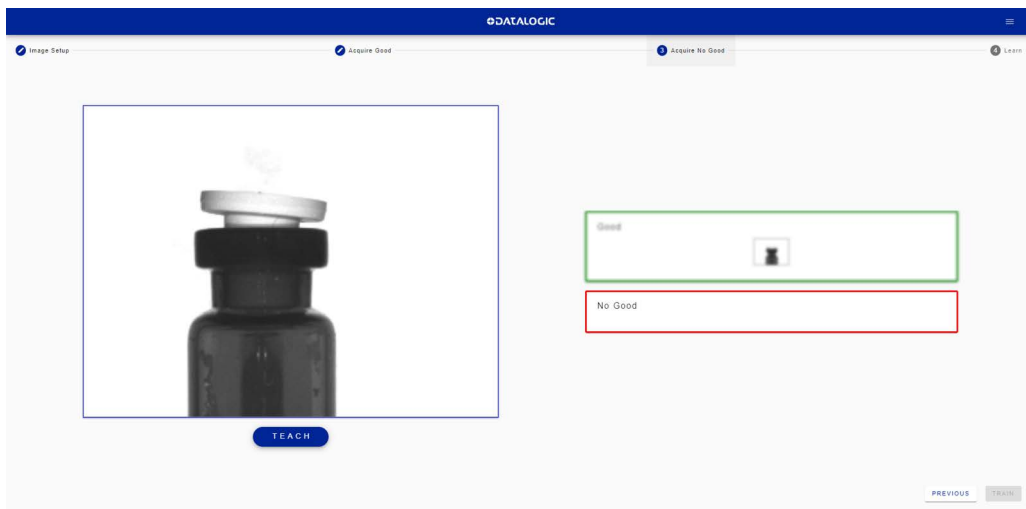 DATALOGIC
Image Setup
Acquire Good
3 Acquire No Good
4 Learn
Good
No Good
TEACH
PREVIOUS
TRAIN